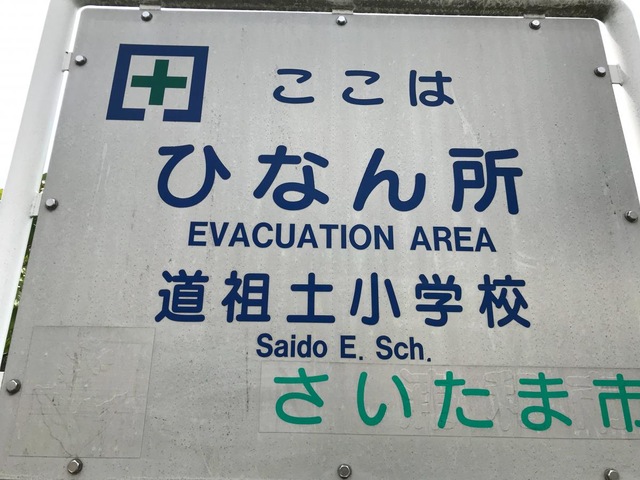 ここは
ひなん所
EVACUATION AREA
道祖土小学校
Saido E. Sch.
さいたま市